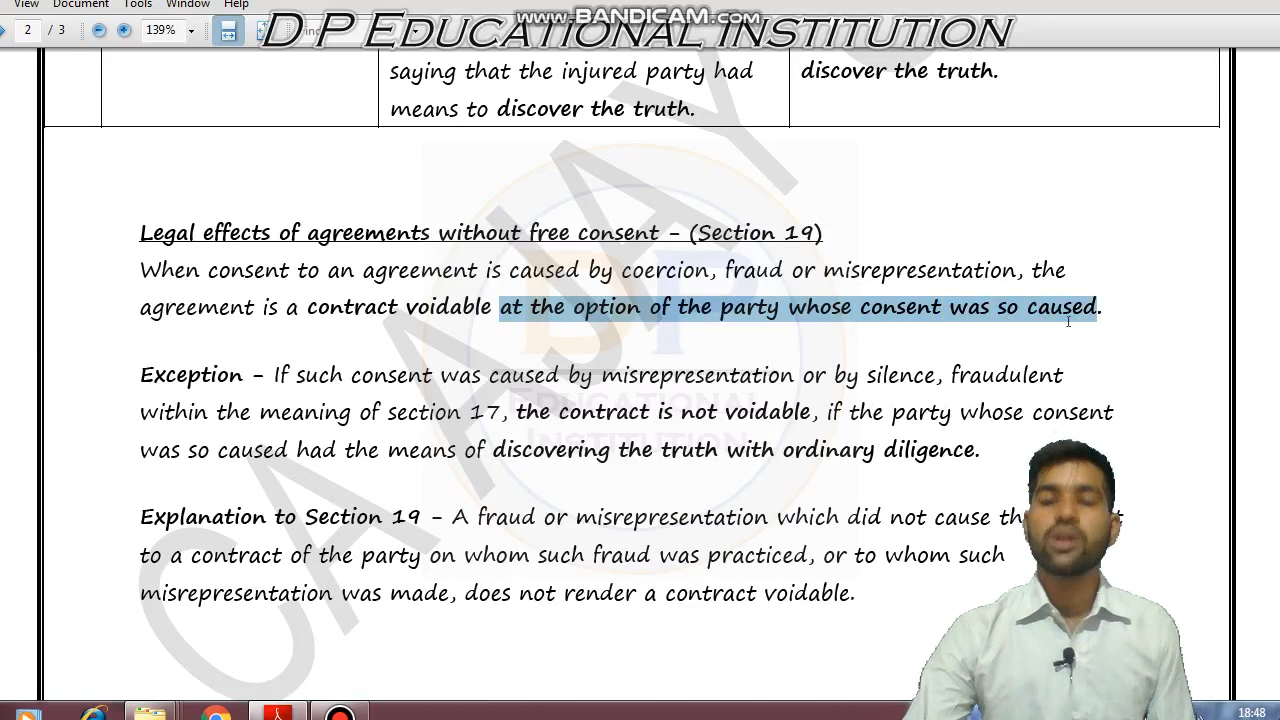 www.BANDICAM.com
View Document Tools Window Help
D P EDUCATIONAL INSTITUTION
2 / 3 139%
saying that the injured party had
means to discover the truth.
discover the truth.
Legal effects of agreements without free consent - (Section 19)
When consent to an agreement is caused by coercion, fraud or misrepresentation, the
agreement is a contract voidable at the option of the party whose consent was so caused.
Exception - If such consent was caused by misrepresentation or by silence, fraudulent
within the meaning of section 17, the contract is not voidable, if the party whose consent
was so caused had the means of discovering the truth with ordinary diligence.
Explanation to Section 19 - A fraud or misrepresentation which did not cause
to a contract of the party on whom such fraud was practiced, or to whom such
misrepresentation was made, does not render a contract voidable.
CA AJAY
DP
EDUCATIONAL
INSTITUTION
18:48